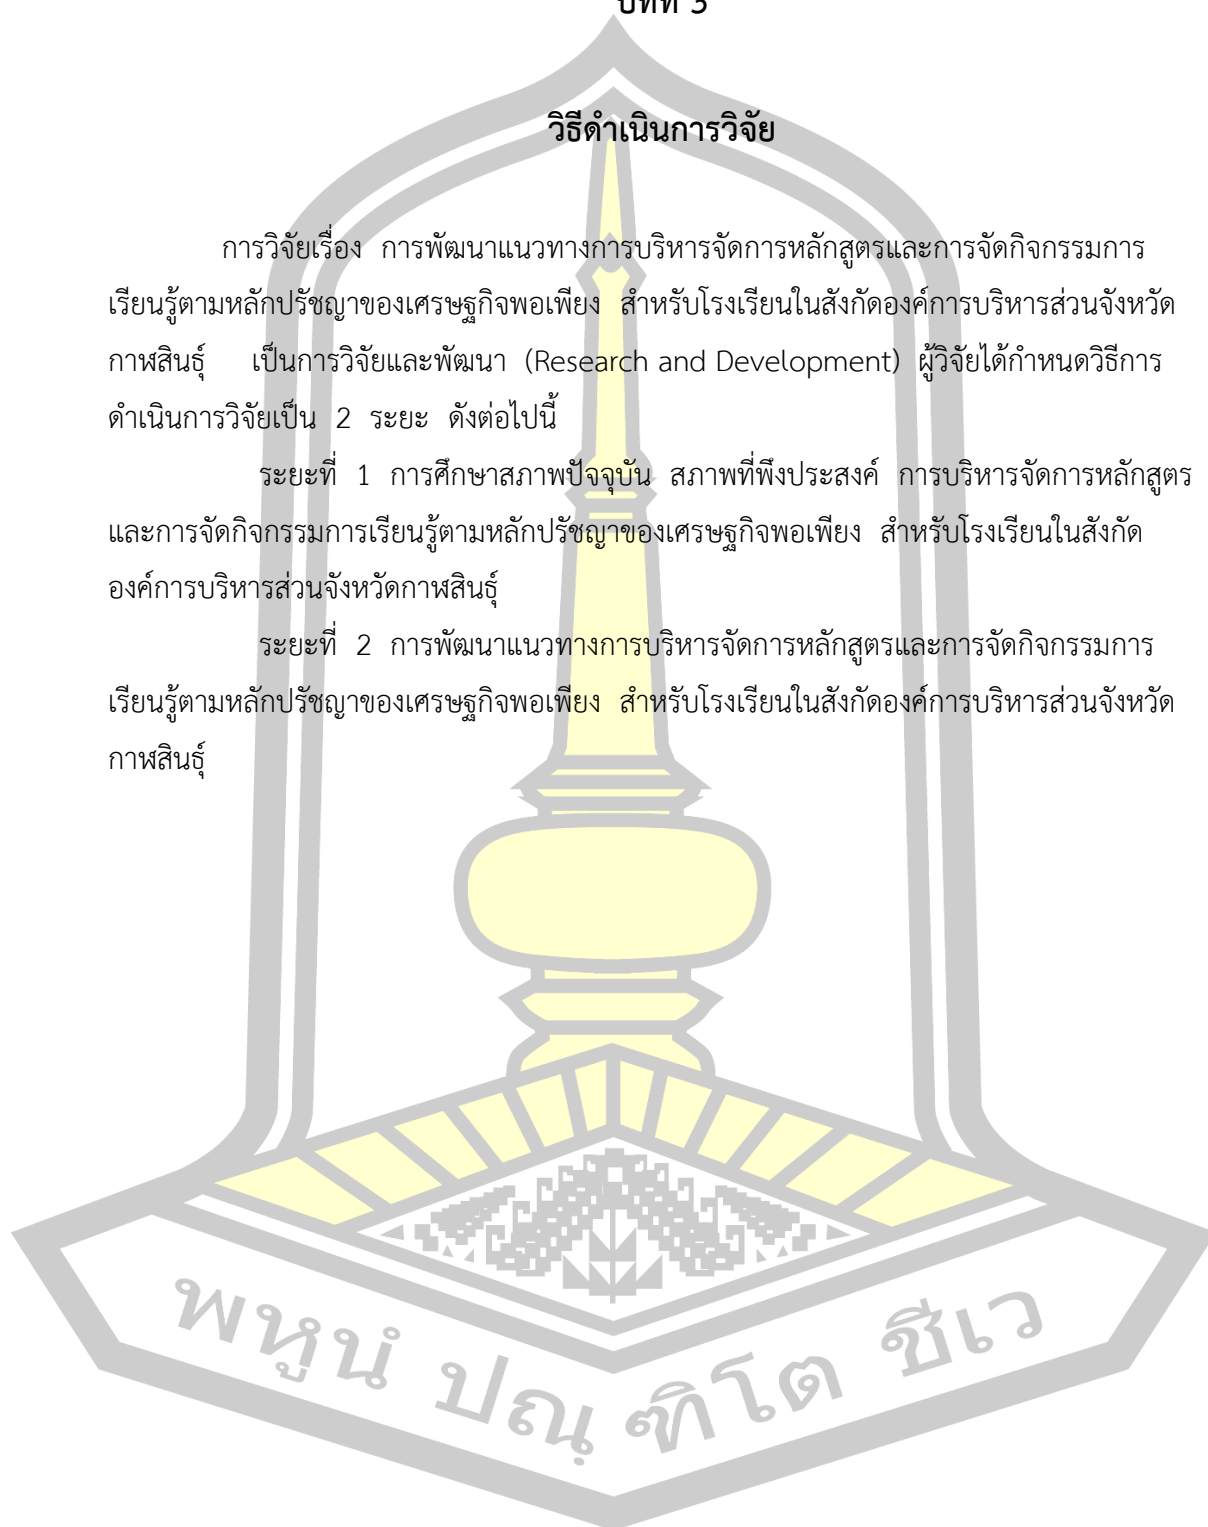 บทที่ 3
วิธีดำเนินการวิจัย
การวิจัยเรื่อง การพัฒนาแนวทางการบริหารจัดการหลักสูตรและการจัดกิจกรรมการ
เรียนรู้ตามหลักปรัชญาของเศรษฐกิจพอเพียง สำหรับโรงเรียนในสังกัดองค์การบริหารส่วนจังหวัด
กาฬสินธุ์ เป็นการวิจัยและพัฒนา (Research and Development) ผู้วิจัยได้กำหนดวิธีการ
ดำเนินการวิจัยเป็น 2 ระยะ ดังต่อไปนี้
ระยะที่ 1 การศึกษาสภาพปัจจุบัน สภาพที่พึงประสงค์ การบริหารจัดการหลักสูตร
และการจัดกิจกรรมการเรียนรู้ตามหลักปรัชญาของเศรษฐกิจพอเพียง สำหรับโรงเรียนในสังกัด
องค์การบริหารส่วนจังหวัดกาฬสินธุ์
ระยะที่ 2 การพัฒนาแนวทางการบริหารจัดการหลักสูตรและการจัดกิจกรรมการ
เรียนรู้ตามหลักปรัชญาของเศรษฐกิจพอเพียง สำหรับโรงเรียนในสังกัดองค์การบริหารส่วนจังหวัด
กาฬสินธุ์
พหูนํ ปณฺฑิโต ชีเว